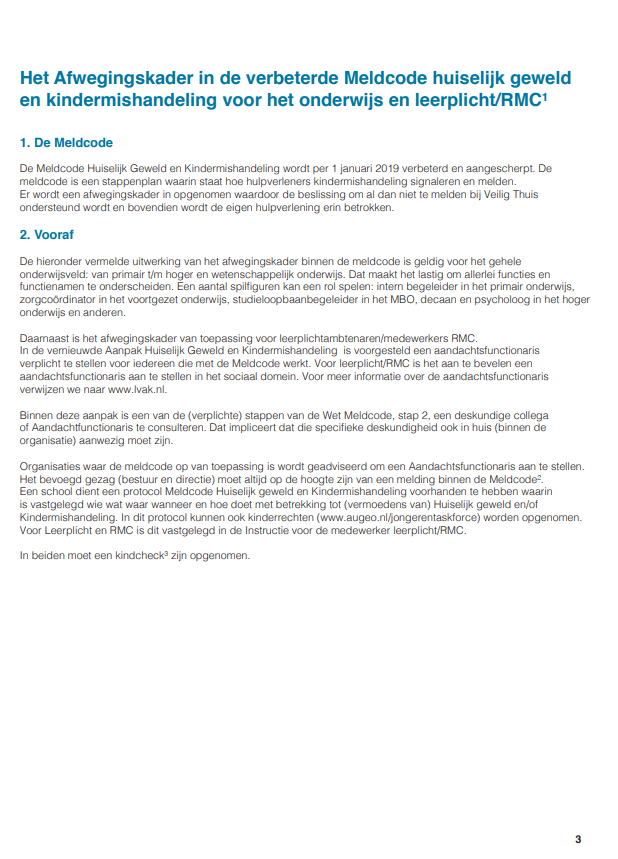 Het Afwegingskader in de verbeterde Meldcode huiselijk geweld
en kindermishandeling voor het onderwijs en leerplicht/RMC¹
1. De Meldcode
De Meldcode Huiselijk Geweld en Kindermishandeling wordt per 1 januari 2019 verbeterd en aangescherpt. De
meldcode is een stappenplan waarin staat hoe hulpverleners kindermishandeling signaleren en melden.
Er wordt een afwegingskader in opgenomen waardoor de beslissing om al dan niet te melden bij Veilig Thuis
ondersteund wordt en bovendien wordt de eigen hulpverlening erin betrokken.
2. Vooraf
De hieronder vermelde uitwerking van het afwegingskader binnen de meldcode is geldig voor het gehele
onderwijsveld: van primair t/m hoger en wetenschappelijk onderwijs. Dat maakt het lastig om allerlei functies en
functienamen te onderscheiden. Een aantal spilfiguren kan een rol spelen: intern begeleider in het primair onderwijs,
zorgcoördinator in het voortgezet onderwijs, studieloopbaanbegeleider in het MBO, decaan en psycholoog in het hoger
onderwijs en anderen.
Daarnaast is het afwegingskader van toepassing voor leerplichtambtenaren/medewerkers RMC.
In de vernieuwde Aanpak Huiselijk Geweld en Kindermishandeling is voorgesteld een aandachtsfunctionaris
verplicht te stellen voor iedereen die met de Meldcode werkt. Voor leerplicht/RMC is het aan te bevelen een
aandachtsfunctionaris aan te stellen in het sociaal domein. Voor meer informatie over de aandachtsfunctionaris
verwijzen we naar www.lvak.nl.
Binnen deze aanpak is een van de (verplichte) stappen van de Wet Meldcode, stap 2, een deskundige collega
of Aandachtfunctionaris te consulteren. Dat impliceert dat die specifieke deskundigheid ook in huis (binnen de
organisatie) aanwezig moet zijn.
Organisaties waar de meldcode op van toepassing is wordt geadviseerd om een Aandachtsfunctionaris aan te stellen.
Het bevoegd gezag (bestuur en directie) moet altijd op de hoogte zijn van een melding binnen de Meldcode².
Een school dient een protocol Meldcode Huiselijk geweld en Kindermishandeling voorhanden te hebben waarin
is vastgelegd wie wat waar wanneer en hoe doet met betrekking tot (vermoedens van) Huiselijk geweld en/of
Kindermishandeling. In dit protocol kunnen ook kinderrechten (www.augeo.nl/jongerentaskforce) worden opgenomen.
Voor Leerplicht en RMC is dit vastgelegd in de Instructie voor de medewerker leerplicht/RMC.
In beiden moet een kindcheck³ zijn opgenomen.
3